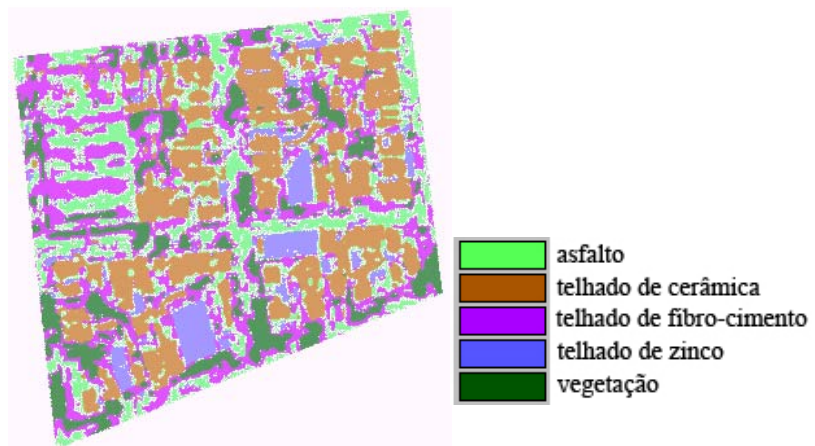 asfalto
telhado de cerâmica
telhado de fibro-cimento
telhado de zinco
vegetação